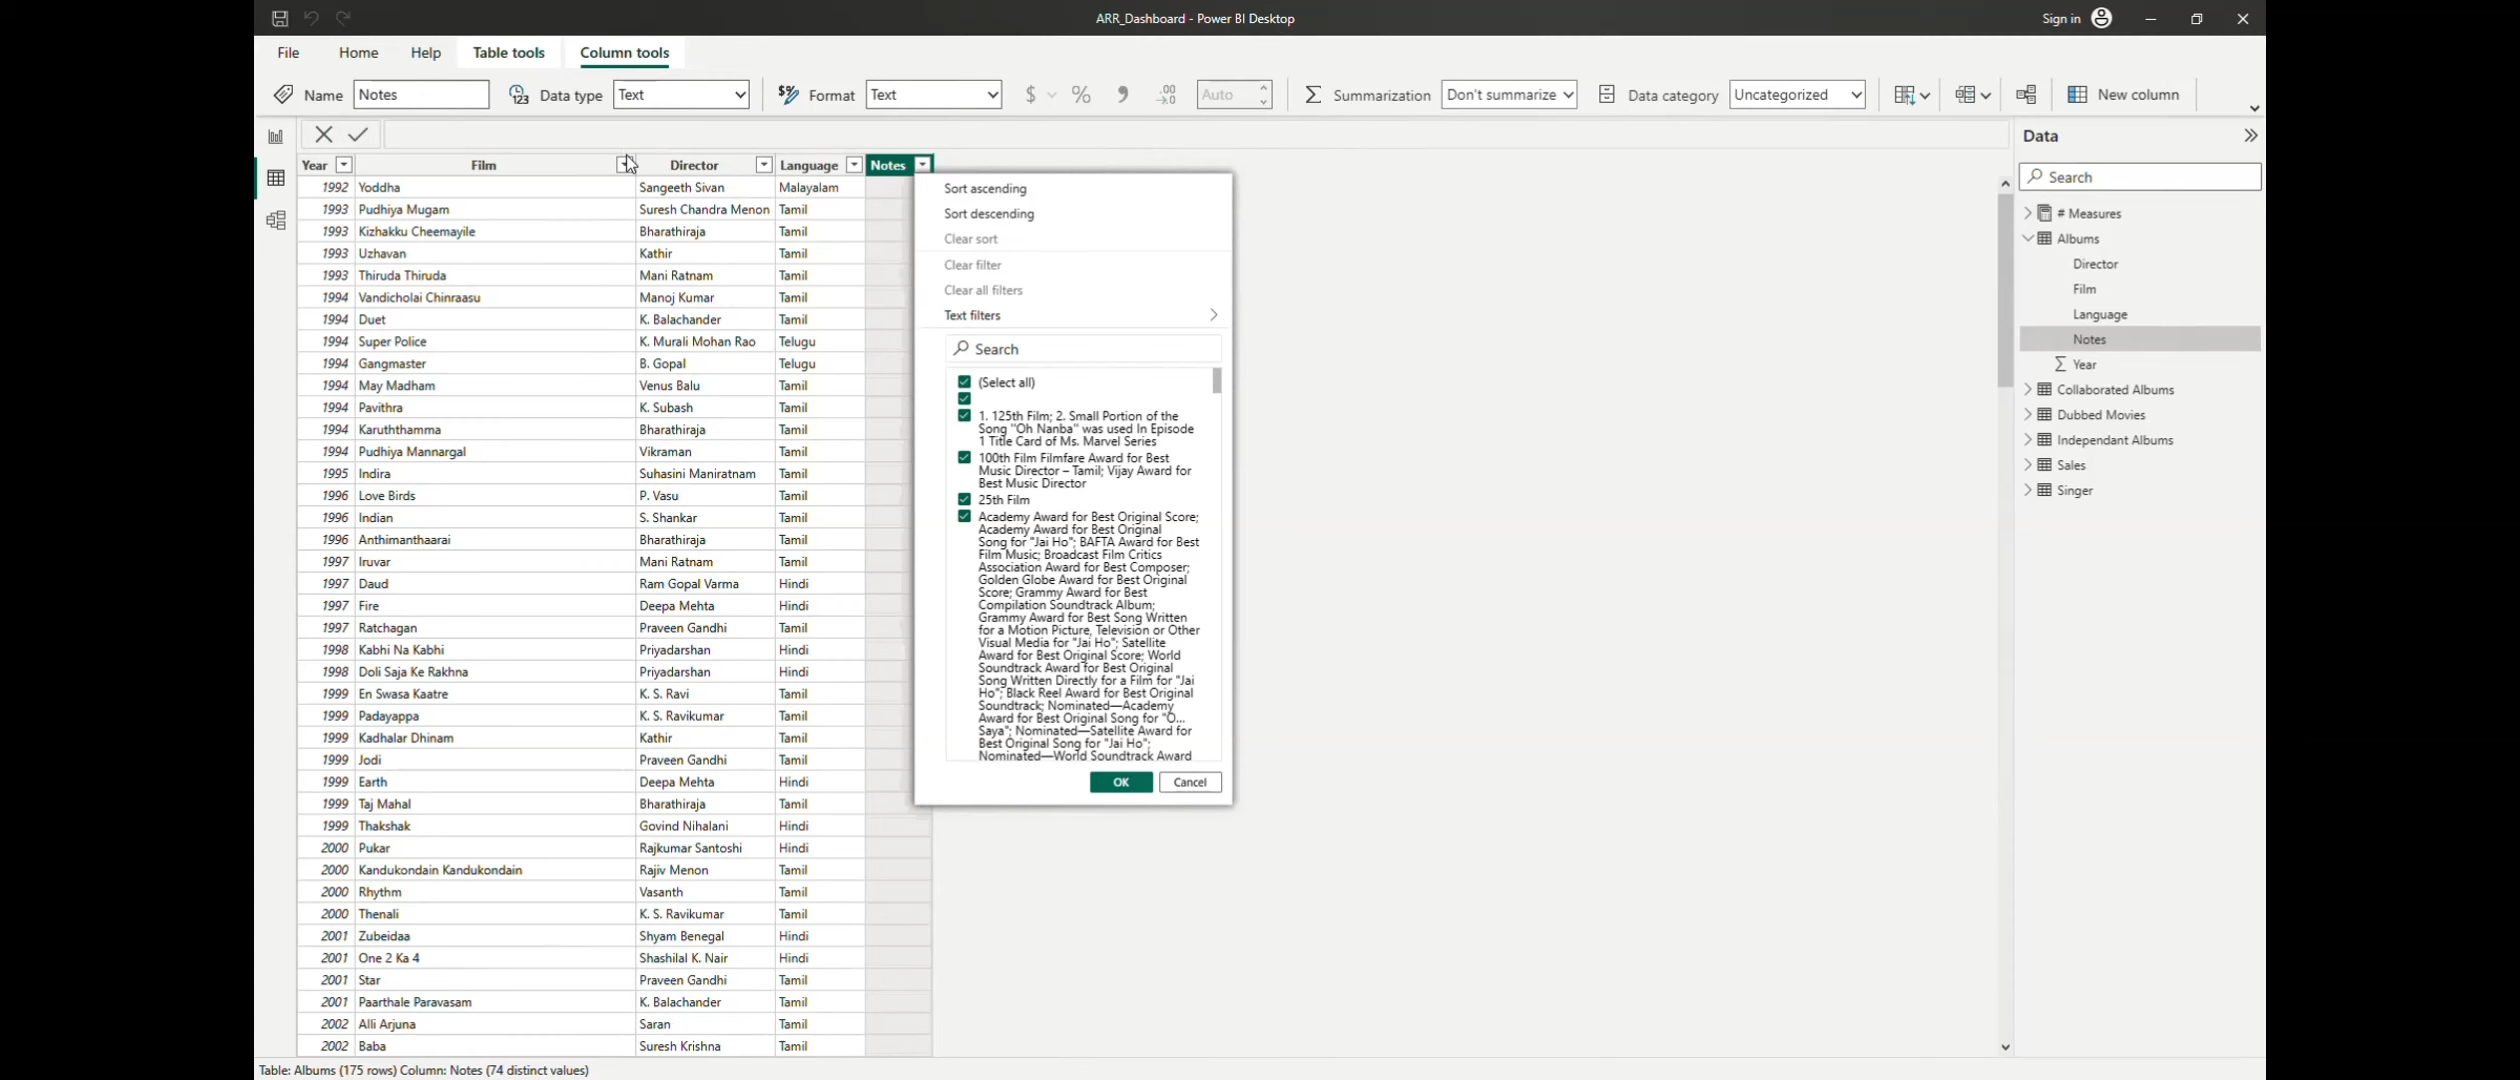 ARR_Dashboard - Power BI Desktop
Sign in
File Home Help Table tools Column tools
Name Notes Data type Text Format Text $ % 9 .00 →.0 Auto Σ Summarization Don't summarize Data category Uncategorized New column
Year Film Director Language Notes
1992 Yoddha Sangeeth Sivan Malayalam
1993 Pudhiya Mugam Suresh Chandra Menon Tamil
1993 Kizhakku Cheemayile Bharathiraja Tamil
1993 Uzhavan Kathir Tamil
1993 Thiruda Thiruda Mani Ratnam Tamil
1994 Vandicholai Chinraasu Manoj Kumar Tamil
1994 Duet K. Balachander Tamil
1994 Super Police K. Murali Mohan Rao Telugu
1994 Gangmaster B. Gopal Telugu
1994 May Madham Venus Balu Tamil
1994 Pavithra K. Subash Tamil
1994 Karuththamma Bharathiraja Tamil
1994 Pudhiya Mannargal Vikraman Tamil
1995 Indira Suhasini Maniratnam Tamil
1996 Love Birds P. Vasu Tamil
1996 Indian S. Shankar Tamil
1996 Anthimanthaarai Bharathiraja Tamil
1997 Iruvar Mani Ratnam Tamil
1997 Daud Ram Gopal Varma Hindi
1997 Fire Deepa Mehta Hindi
1997 Ratchagan Praveen Gandhi Tamil
1998 Kabhi Na Kabhi Priyadarshan Hindi
1998 Doli Saja Ke Rakhna Priyadarshan Hindi
1999 En Swasa Kaatre K. S. Ravi Tamil
1999 Padayappa K. S. Ravikumar Tamil
1999 Kadhalar Dhinam Kathir Tamil
1999 Jodi Praveen Gandhi Tamil
1999 Earth Deepa Mehta Hindi
1999 Taj Mahal Bharathiraja Tamil
1999 Thakshak Govind Nihalani Hindi
2000 Pukar Rajkumar Santoshi Hindi
2000 Kandukondain Kandukondain Rajiv Menon Tamil
2000 Rhythm Vasanth Tamil
2000 Thenali K. S. Ravikumar Tamil
2001 Zubeidaa Shyam Benegal Hindi
2001 One 2 Ka 4 Shashilal K. Nair Hindi
2001 Star Praveen Gandhi Tamil
2001 Paarthale Paravasam K. Balachander Tamil
2002 Alli Arjuna Saran Tamil
2002 Baba Suresh Krishna Tamil
Sort ascending
Sort descending
Clear sort
Clear filter
Clear all filters
Text filters
Search
(Select all)
1. 125th Film; 2. Small Portion of the
Song "Oh Nanba" was used In Episode
1 Title Card of Ms. Marvel Series
100th Film Filmfare Award for Best
Music Director – Tamil; Vijay Award for
Best Music Director
25th Film
Academy Award for Best Original Score;
Academy Award for Best Original
Song for "Jai Ho"; BAFTA Award for Best
Film Music; Broadcast Film Critics
Association Award for Best Composer;
Golden Globe Award for Best Original
Score; Grammy Award for Best
Compilation Soundtrack Album;
Grammy Award for Best Song Written
for a Motion Picture, Television or Other
Visual Media for "Jai Ho"; Satellite
Award for Best Original Score; World
Soundtrack Award for Best Original
Song Written Directly for a Film for "Jai
Ho"; Black Reel Award for Best Original
Soundtrack; Nominated—Academy
Award for Best Original Song for "O...
Saya"; Nominated—Satellite Award for
Best Original Song for "Jai Ho";
Nominated—World Soundtrack Award
OK Cancel
Data
Search
# Measures
Albums
Director
Film
Language
Notes
Σ Year
Collaborated Albums
Dubbed Movies
Independant Albums
Sales
Singer
Table: Albums (175 rows) Column: Notes (74 distinct values)